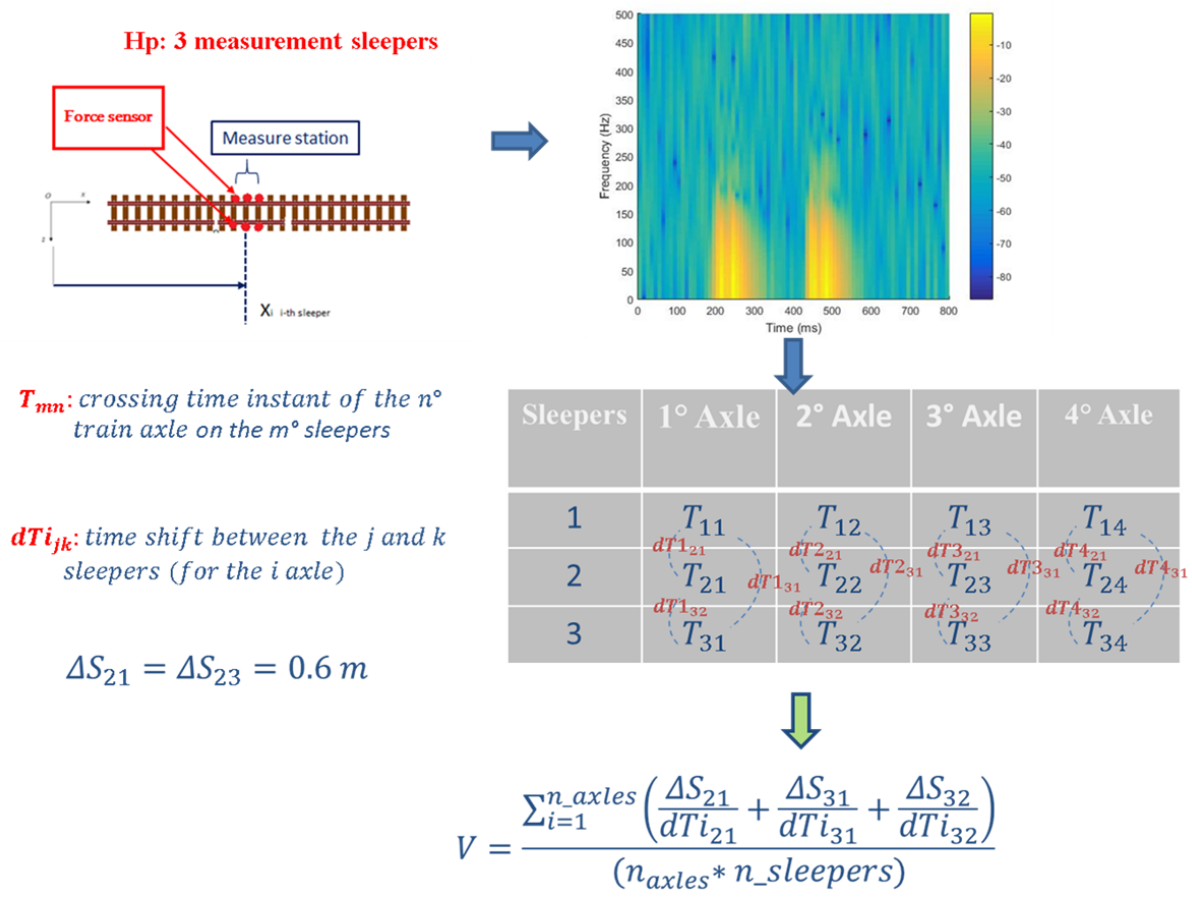 Hp: 3 measurement sleepers
Force sensor
Measure station
O x
z
Xi i-th sleeper
500
450
400
350
300
250
200
150
100
50
0
Frequency (Hz)
0 100 200 300 400 500 600 700 800
Time (ms)
-10
-20
-30
-40
-50
-60
-70
-80
Tmn: crossing time instant of the n°
train axle on the m° sleepers
dTijk: time shift between the j and k
sleepers (for the i axle)
ΔS21 = ΔS23 = 0.6 m
Sleepers 1° Axle 2° Axle 3° Axle 4° Axle
1 T11 T12 T13 T14
dT121 dT221 dT321 dT421
2 T21 dT131 T22 dT231 T23 dT331 T24 dT431
dT132 dT232 dT332 dT432
3 T31 T32 T33 T34
V = ∑i=1n_axles (ΔS21/dTi21 + ΔS31/dTi31 + ΔS32/dTi32) / (naxles* n_sleepers)